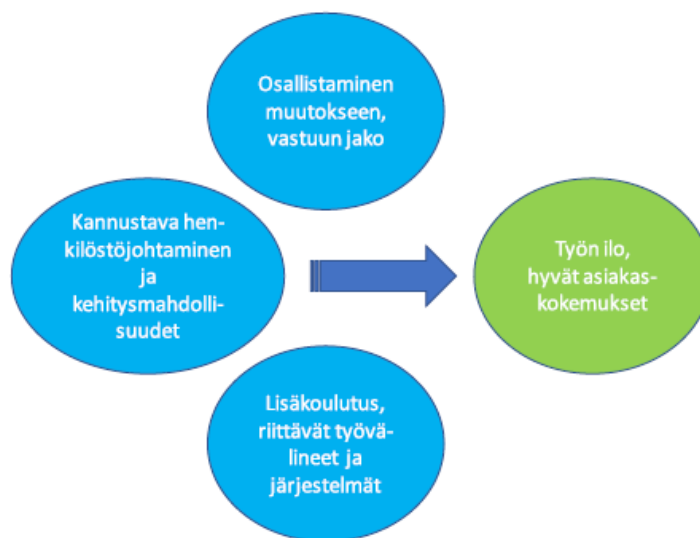 Osallistaminen
muutokseen,
vastuun jako
Kannustava hen-
kilöstöjohtaminen
ja
kehitysmahdolli-
suudet
Työn ilo,
hyvät asiakas-
kokemukset
Lisäkoulutus,
riittävät työvä-
lineet ja
järjestelmät